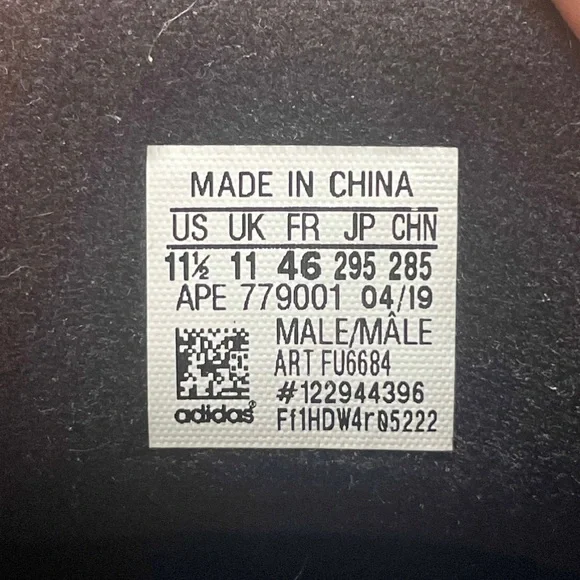 MADE IN CHINA
US UK FR JP CHN
11½ 11 46 295 285
APE 779001 04/19
MALE/MÂLE
ART FU6684
#122944396
adidas®
Ff1HDW4r05222